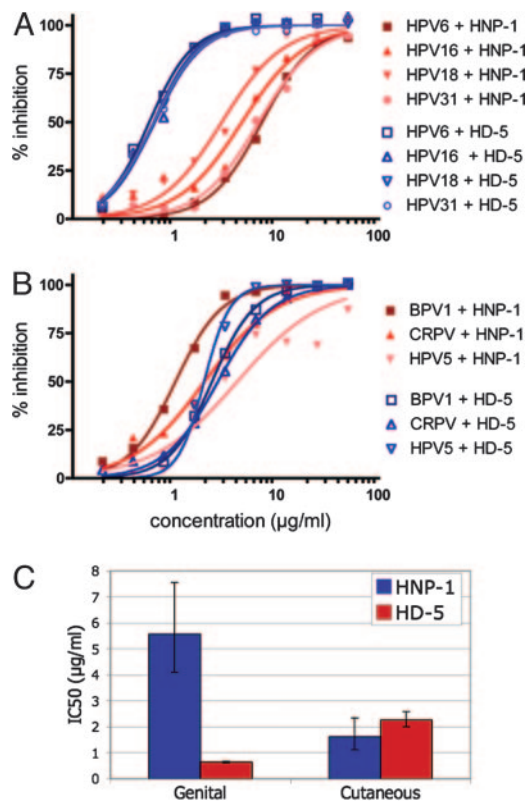 A
100
75
50
25
0
% inhibition
1
10
100
HPV6 + HNP-1
HPV16 + HNP-1
HPV18 + HNP-1
HPV31 + HNP-1
HPV6 + HD-5
HPV16 + HD-5
HPV18 + HD-5
HPV31 + HD-5
B
100
75
50
25
0
% inhibition
1
10
100
concentration (µg/ml)
BPV1 + HNP-1
CRPV + HNP-1
HPV5 + HNP-1
BPV1 + HD-5
CRPV + HD-5
HPV5 + HD-5
C
8
7
6
5
4
3
2
1
0
IC50 (µg/ml)
HNP-1
HD-5
Genital
Cutaneous